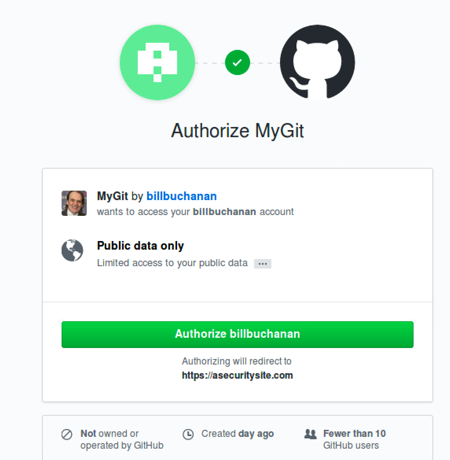 Authorize MyGit
MyGit by billbuchanan
wants to access your billbuchanan account
Public data only
Limited access to your public data ...
Authorize billbuchanan
Authorizing will redirect to
https://asecuritysite.com
Not owned or
operated by GitHub
Created day ago
Fewer than 10
GitHub users